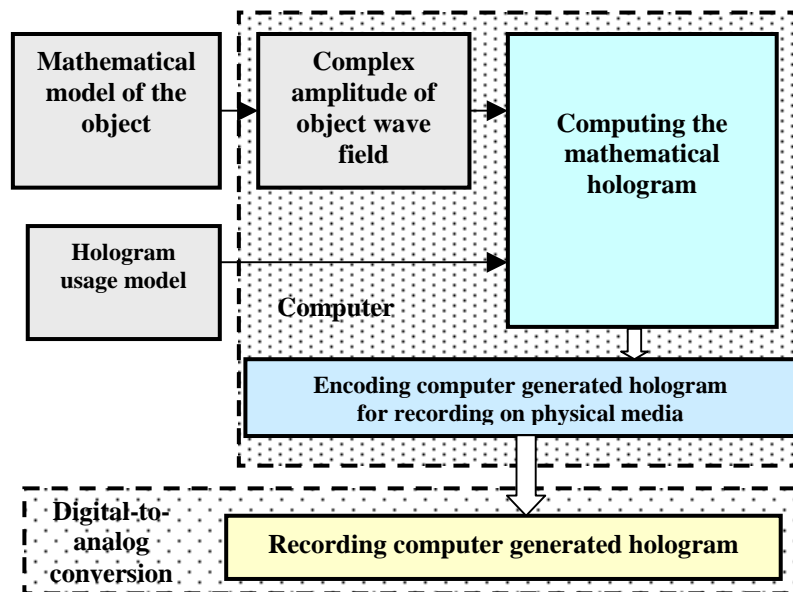 Mathematical
model of the
object
Complex
amplitude of
object wave
field
Computing the
mathematical
hologram
Hologram
usage model
Computer
Encoding computer generated hologram
for recording on physical media
Digital-to-
analog
conversion
Recording computer generated hologram